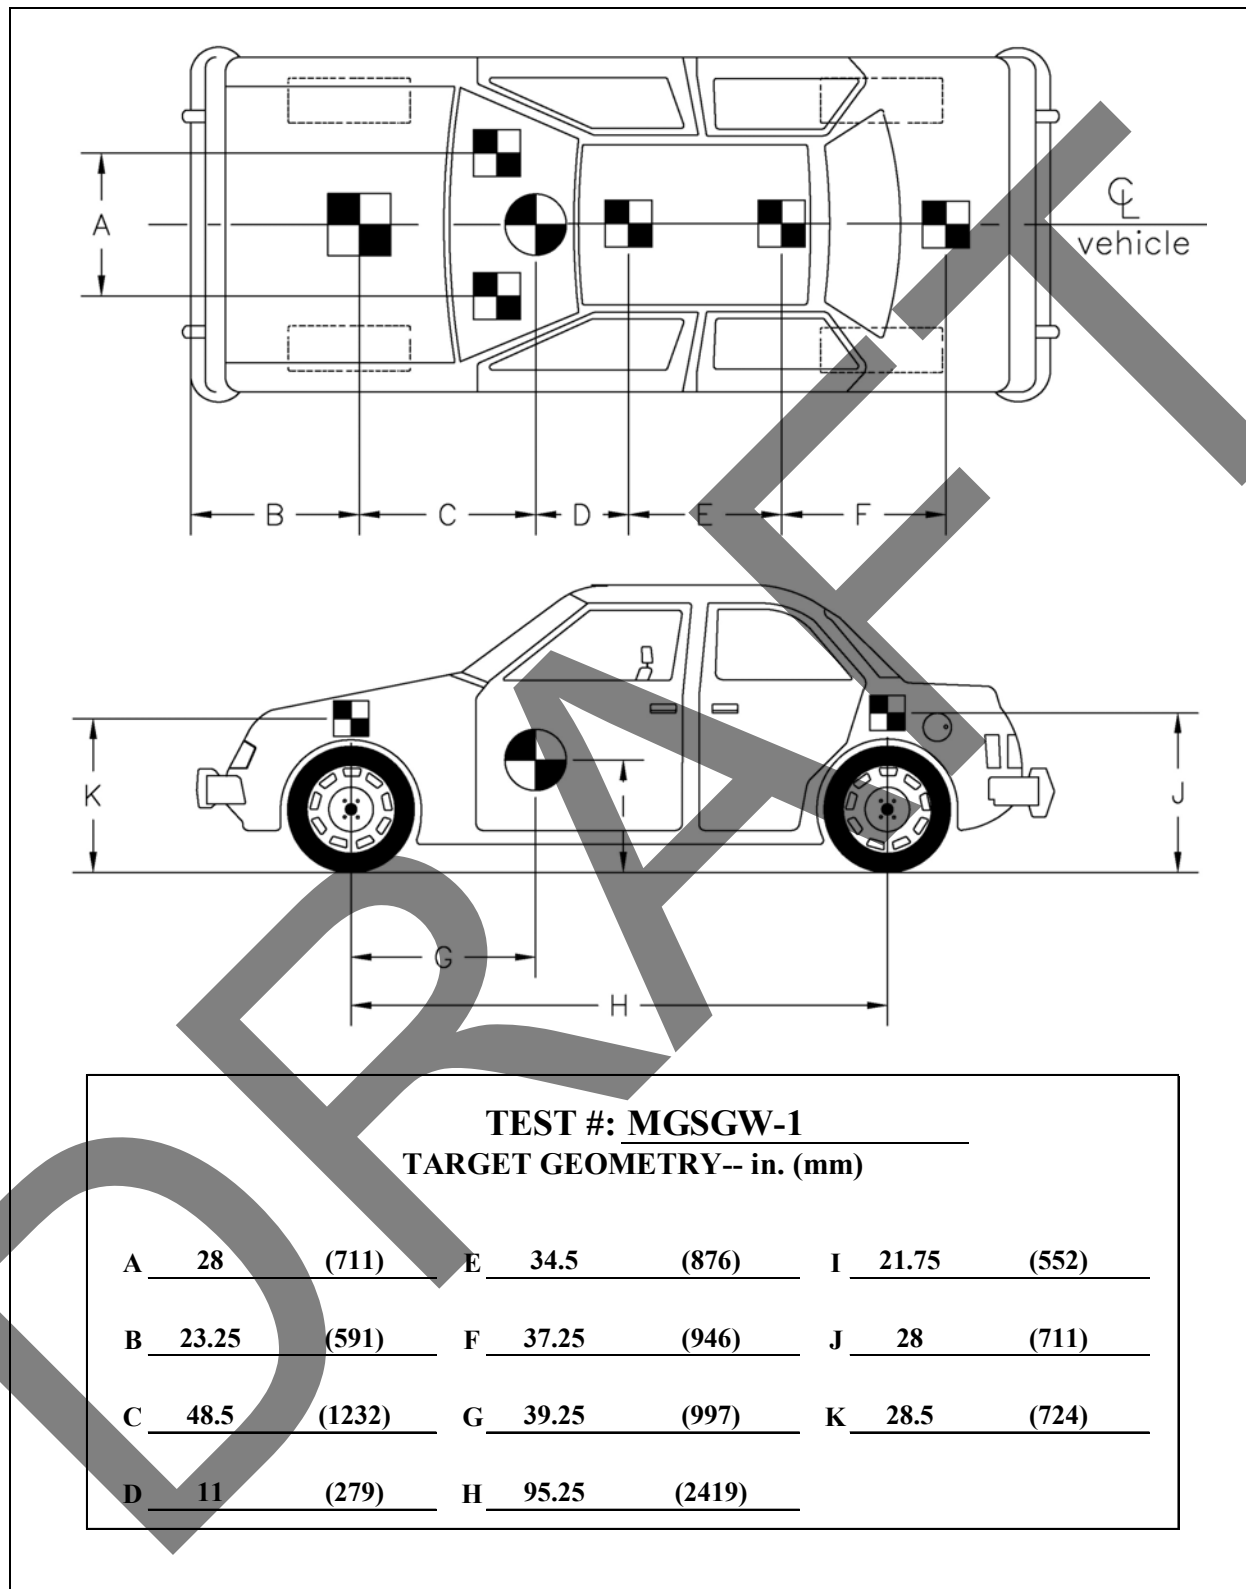 A
C L
vehicle
B C D E F
K
I
J
G
H
TEST #: MGSGW-1
TARGET GEOMETRY-- in. (mm)
A 28 (711) E 34.5 (876) I 21.75 (552)
B 23.25 (591) F 37.25 (946) J 28 (711)
C 48.5 (1232) G 39.25 (997) K 28.5 (724)
D 11 (279) H 95.25 (2419)
DRAFT